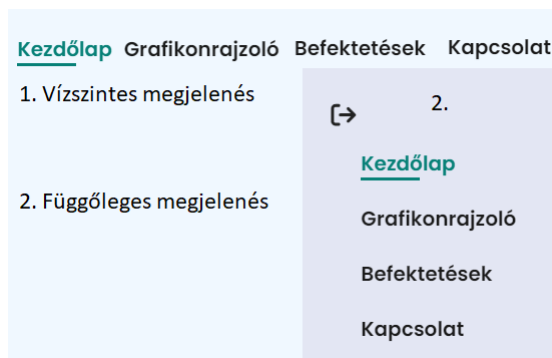 Kezdőlap Grafikonrajzoló Befektetések Kapcsolat
1. Vízszintes megjelenés
2.
Kezdőlap
2. Függőleges megjelenés
Grafikonrajzoló
Befektetések
Kapcsolat